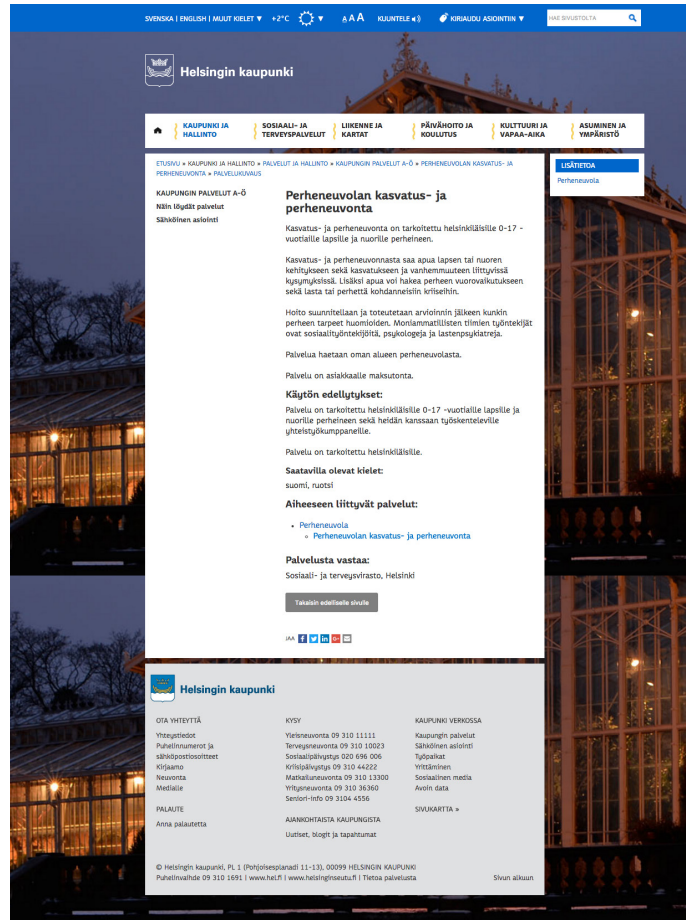 SVENSKA | ENGLISH | MUUT KIELET ▼ +2°C ▼ A A A KUUNTELE KIRJAUDU ASIOINTIIN ▼ HAE SIVUSTOLTA
Helsingin kaupunki
KAUPUNKI JA HALLINTO
SOSIAALI- JA TERVEYSPALVELUT
LIIKENNE JA KARTAT
PÄIVÄHOITO JA KOULUTUS
KULTTUURI JA VAPAA-AIKA
ASUMINEN JA YMPÄRISTÖ
ETUSIVU » KAUPUNKI JA HALLINTO » PALVELUT JA HALLINTO » KAUPUNGIN PALVELUT A-Ö » PERHENEUVOLAN KASVATUS- JA
PERHENEUVONTA » PALVELUKUVAUS
LISÄTIETOA
Perheneuvola
KAUPUNGIN PALVELUT A-Ö
Näin löydät palvelut
Sähköinen asiointi
Perheneuvolan kasvatus- ja
perheneuvonta
Kasvatus- ja perheneuvonta on tarkoitettu helsinkiläisille 0-17 -
vuotiaille lapsille ja nuorille perheineen.
Kasvatus- ja perheneuvonnasta saa apua lapsen tai nuoren
kehitykseen sekä kasvatukseen ja vanhemmuuteen liittyvissä
kysymyksissä. Lisäksi apua voi hakea perheen vuorovaikutukseen
sekä lasta tai perhettä kohdanneisiin kriiseihin.
Hoito suunnitellaan ja toteutetaan arvioinnin jälkeen kunkin
perheen tarpeet huomioiden. Moniammatillisten tiimien työntekijät
ovat sosiaalityöntekijöitä, psykologeja ja lastenpsykiatreja.
Palvelua haetaan oman alueen perheneuvolasta.
Palvelu on asiakkaalle maksutonta.
Käytön edellytykset:
Palvelu on tarkoitettu helsinkiläisille 0-17 -vuotiaille lapsille ja
nuorille perheineen sekä heidän kanssaan työskenteleville
yhteistyökumppaneille.
Palvelu on tarkoitettu helsinkiläisille.
Saatavilla olevat kielet:
suomi, ruotsi
Aiheeseen liittyvät palvelut:
• Perheneuvola
Perheneuvolan kasvatus- ja perheneuvonta
Palvelusta vastaa:
Sosiaali- ja terveysvirasto, Helsinki
Takaisin edelliselle sivulle
JAA
Helsingin kaupunki
OTA YHTEYTTÄ
Yhteystiedot
Puhelinnumerot ja
sähköpostiosoitteet
Kirjaamo
Neuvonta
Medialle
PALAUTE
Anna palautetta
KYSY
Yleisneuvonta 09 310 11111
Terveysneuvonta 09 310 10023
Sosiaalipäivystys 020 696 006
Kriisipäivystys 09 310 44222
Matkailuneuvonta 09 310 13300
Yritysneuvonta 09 310 36360
Seniori-info 09 3104 4556
AJANKOHTAISTA KAUPUNGISTA
Uutiset, blogit ja tapahtumat
KAUPUNKI VERKOSSA
Kaupungin palvelut
Sähköinen asiointi
Työpaikat
Yrittäminen
Sosiaalinen media
Avoin data
SIVUKARTTA »
© Helsingin kaupunki, PL 1 (Pohjoisesplanadi 11-13), 00099 HELSINGIN KAUPUNKI
Puhelinvaihde 09 310 1691 | www.hel.fi | www.helsinginseutu.fi | Tietoa palvelusta
Sivun alkuun